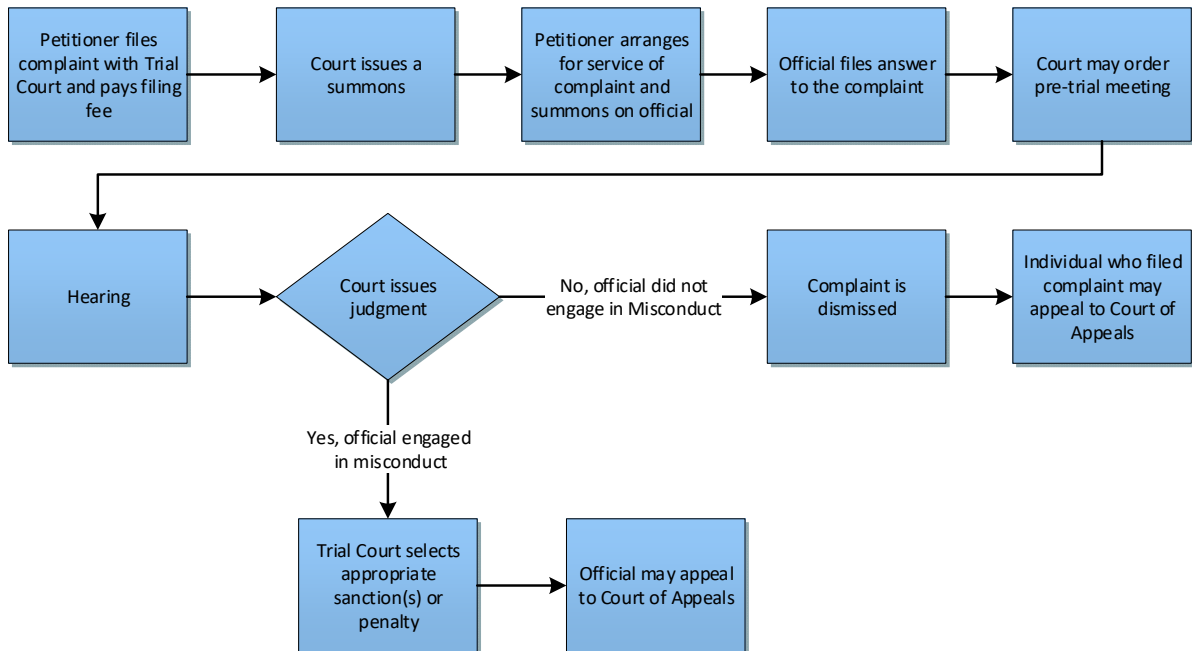 Petitioner files
complaint with Trial
Court and pays filing
fee
Court issues a
summons
Petitioner arranges
for service of
complaint and
summons on official
Official files answer
to the complaint
Court may order
pre-trial meeting
Hearing
Court issues
judgment
No, official did not
engage in Misconduct
Complaint is
dismissed
Individual who filed
complaint may
appeal to Court of
Appeals
Yes, official engaged
in misconduct
Trial Court selects
appropriate
sanction(s) or
penalty
Official may appeal
to Court of Appeals